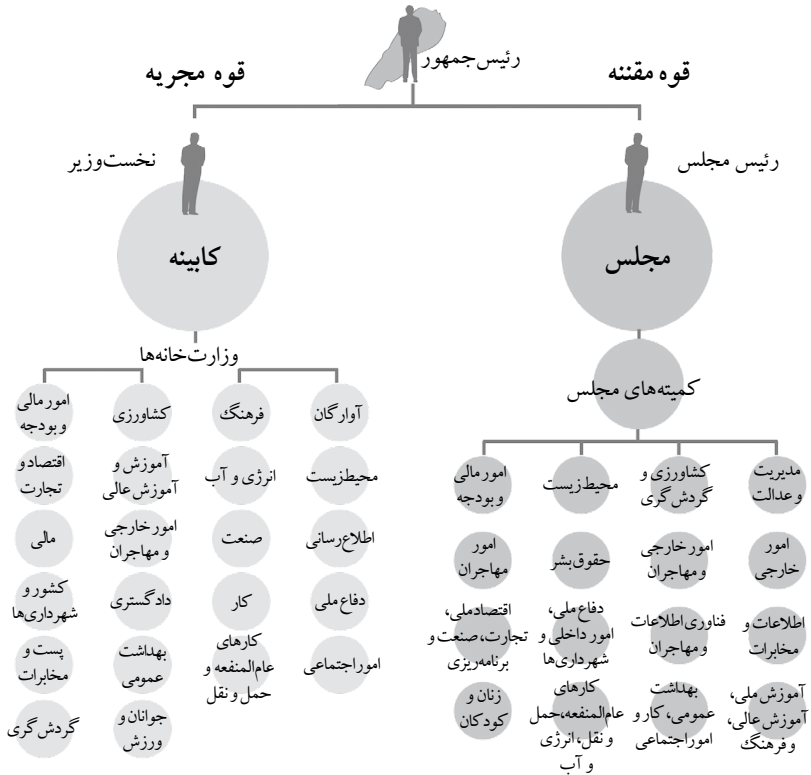 رئیس‌جمهور
قوه مقننه
قوه مجریه
رئیس مجلس
نخست‌وزیر
مجلس
کابینه
وزارت‌خانه‌ها
کمیته‌های مجلس
مدیریت
و عدالت
کشاورزی و
گردش‌گری
محیط‌زیست
امور مالی
و بودجه
امور
خارجی
امور خارجی
و مهاجران
حقوق‌بشر
امور
مهاجران
اطلاعات و
مخابرات
فناوری اطلاعات
و مهاجران
دفاع ملی،
امور داخلی و
شهرداری‌ها
اقتصاد ملی،
تجارت، صنعت و
برنامه‌ریزی
آموزش ملی،
آموزش عالی،
و فرهنگ
بهداشت
عمومی، کار و
امور اجتماعی
کارهای
عام‌المنفعه، حمل
و نقل، انرژی
و آب
زنان و
کودکان
آوارگان
فرهنگ
کشاورزی
امور مالی
و بودجه
محیط‌زیست
انرژی و آب
آموزش و
آموزش عالی
اقتصاد و
تجارت
اطلاع‌رسانی
صنعت
امور خارجی
و مهاجران
مالی
دفاع ملی
کار
دادگستری
کشور و
شهرداری‌ها
امور اجتماعی
کارهای
عام‌المنفعه و
حمل و نقل
بهداشت
عمومی
پست و
مخابرات
جوانان و
ورزش
گردش‌گری